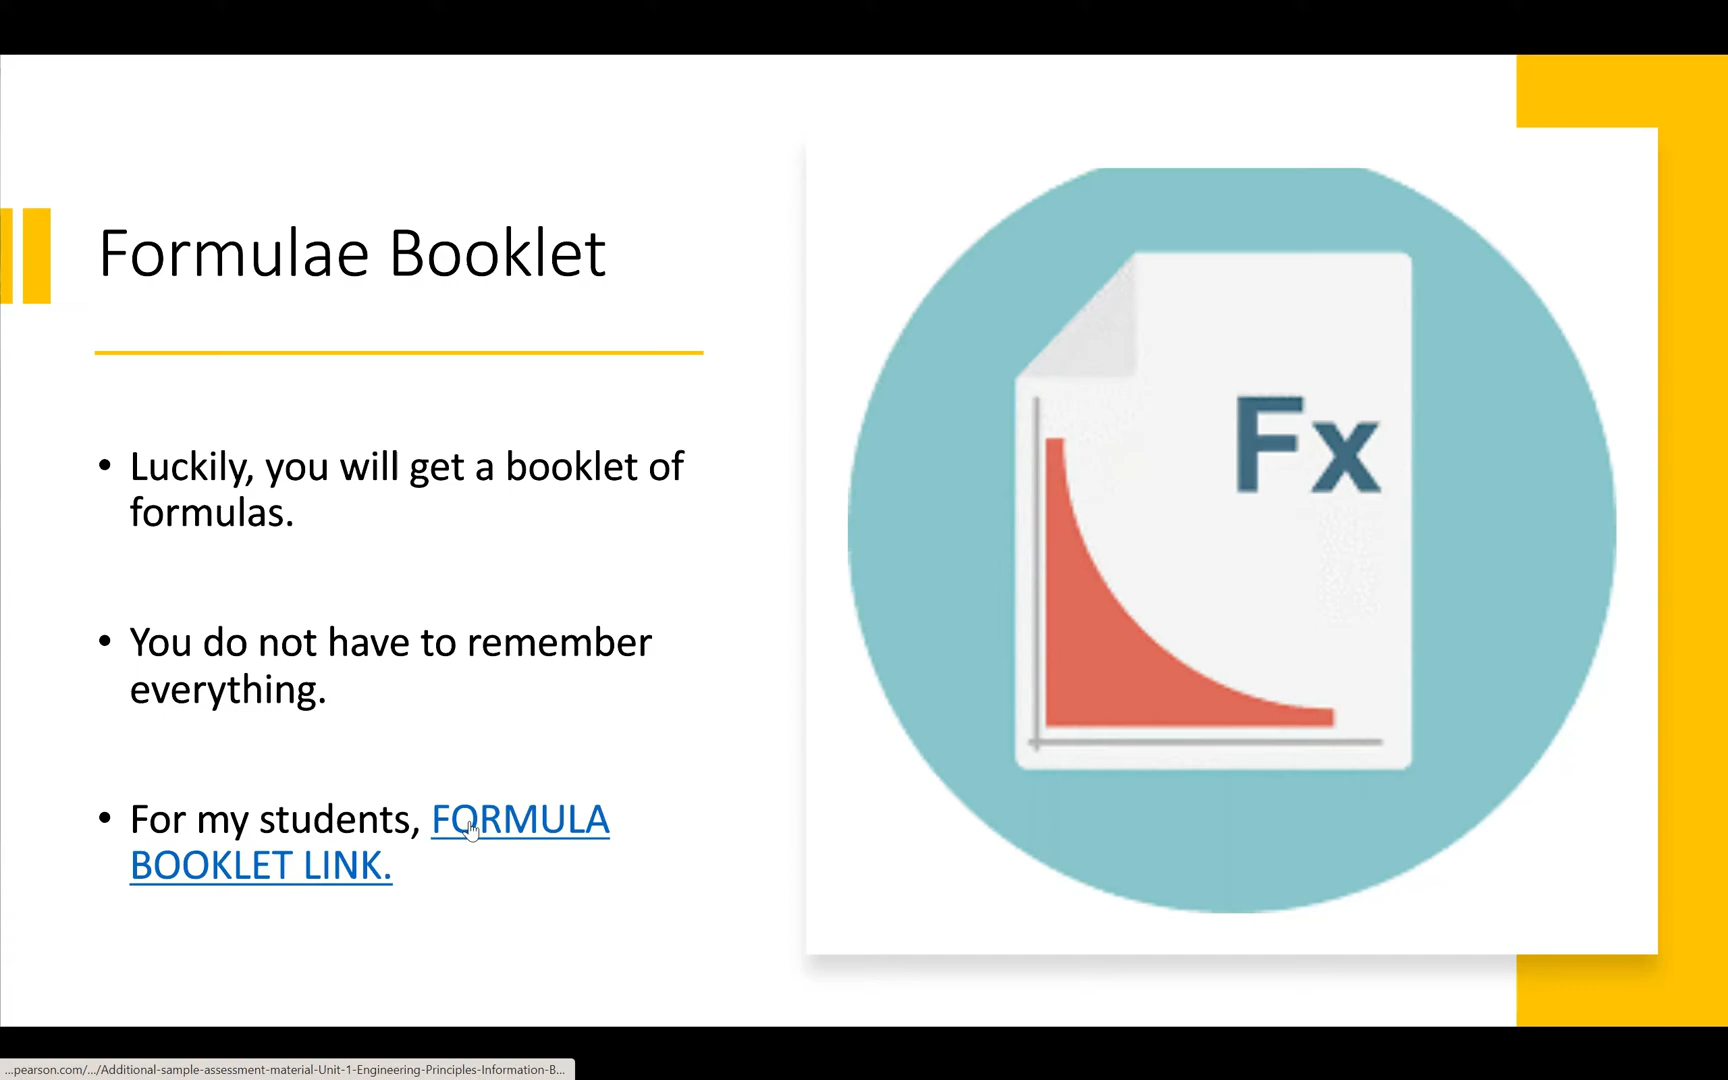 Formulae Booklet
• Luckily, you will get a booklet of
formulas.
• You do not have to remember
everything.
• For my students, FORMULA
BOOKLET LINK.
Fx
...pearson.com/.../Additional-sample-assessment-material-Unit-1-Engineering-Principles-Information-B...